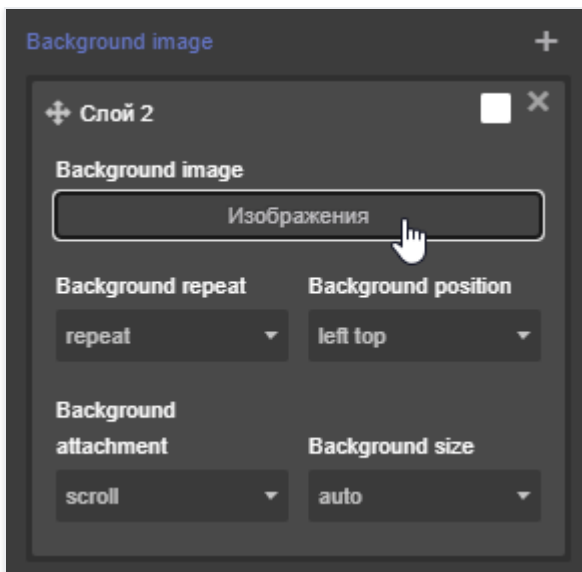 Background image
Слой 2
Background image
Изображения
Background repeat
Background position
repeat
left top
Background
attachment
Background size
scroll
auto